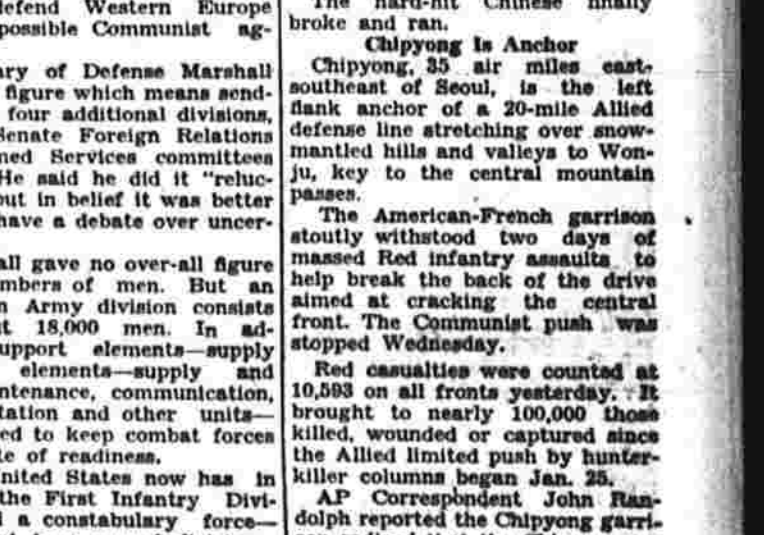 defend Western Europe
possible Communist ag-
ary of Defense Marshall
figure which means send-
four additional divisions,
Senate Foreign Relations
ned Services committees
He said he did it "reluc-
out in belief it was better
have a debate over uncer-
all gave no over-all figure
mbers of men. But an
n Army division consists
t 18,000 men. In ad-
upport elements—supply
elements—supply and
ntenance, communication,
tation and other units—
ed to keep combat forces
te of readiness.
nited States now has in
the First Infantry Divi-
a constabulary force—
The hard-hit Chinese finally
broke and ran.
Chipyong Is Anchor
Chipyong, 35 air miles east-
southeast of Seoul, is the left
flank anchor of a 20-mile Allied
defense line stretching over snow-
mantled hills and valleys to Won-
ju, key to the central mountain
passes.
The American-French garrison
stoutly withstood two days of
massed Red infantry assaults to
help break the back of the drive
aimed at cracking the central
front. The Communist push was
stopped Wednesday.
Red casualties were counted at
10,593 on all fronts yesterday. It
brought to nearly 100,000 those
killed, wounded or captured since
the Allied limited push by hunter-
killer columns began Jan. 25.
AP Correspondent John Ran-
dolph reported the Chipyong garri-